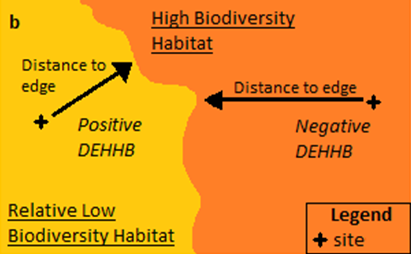 b
High Biodiversity
Habitat
Distance to
edge
Distance to edge
Positive
DEHHB
Negative
DEHHB
Relative Low
Biodiversity Habitat
Legend
site